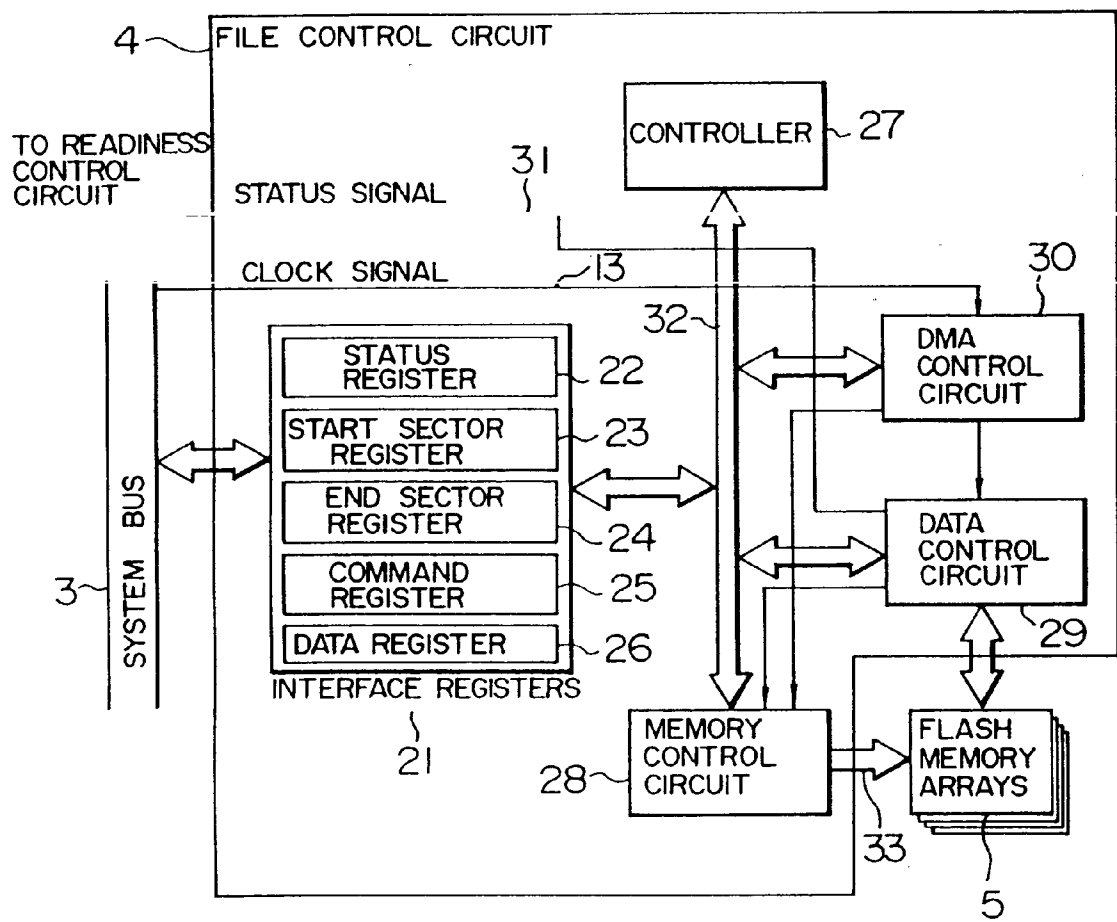 4
FILE CONTROL CIRCUIT
CONTROLLER
27
TO READINESS
CONTROL
CIRCUIT
STATUS SIGNAL
31
CLOCK SIGNAL
13
30
32
DMA
CONTROL
CIRCUIT
STATUS
REGISTER
22
START SECTOR
REGISTER
23
END SECTOR
REGISTER
24
COMMAND
REGISTER
25
DATA REGISTER
26
INTERFACE REGISTERS
21
3
SYSTEM BUS
DATA
CONTROL
CIRCUIT
29
MEMORY
CONTROL
CIRCUIT
28
FLASH
MEMORY
ARRAYS
33
5